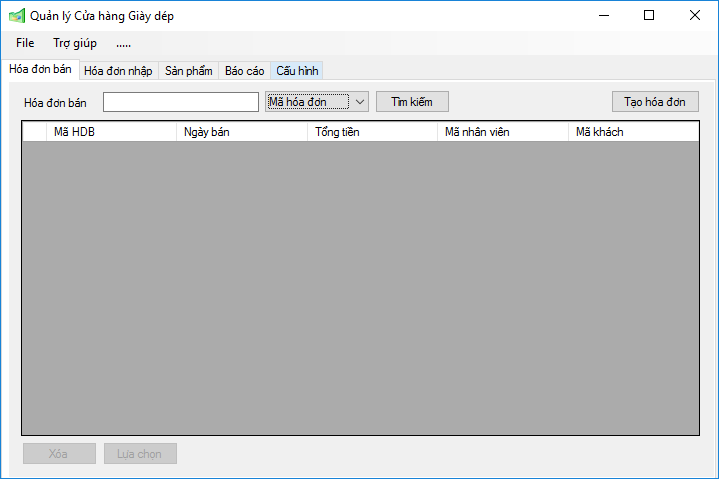 Quản lý Cửa hàng Giày dép
File Trợ giúp .....
Hóa đơn bán Hóa đơn nhập Sản phẩm Báo cáo Cấu hình
Hóa đơn bán Mã hóa đơn Tìm kiếm Tạo hóa đơn
Mã HDB Ngày bán Tổng tiền Mã nhân viên Mã khách
Xóa Lựa chọn